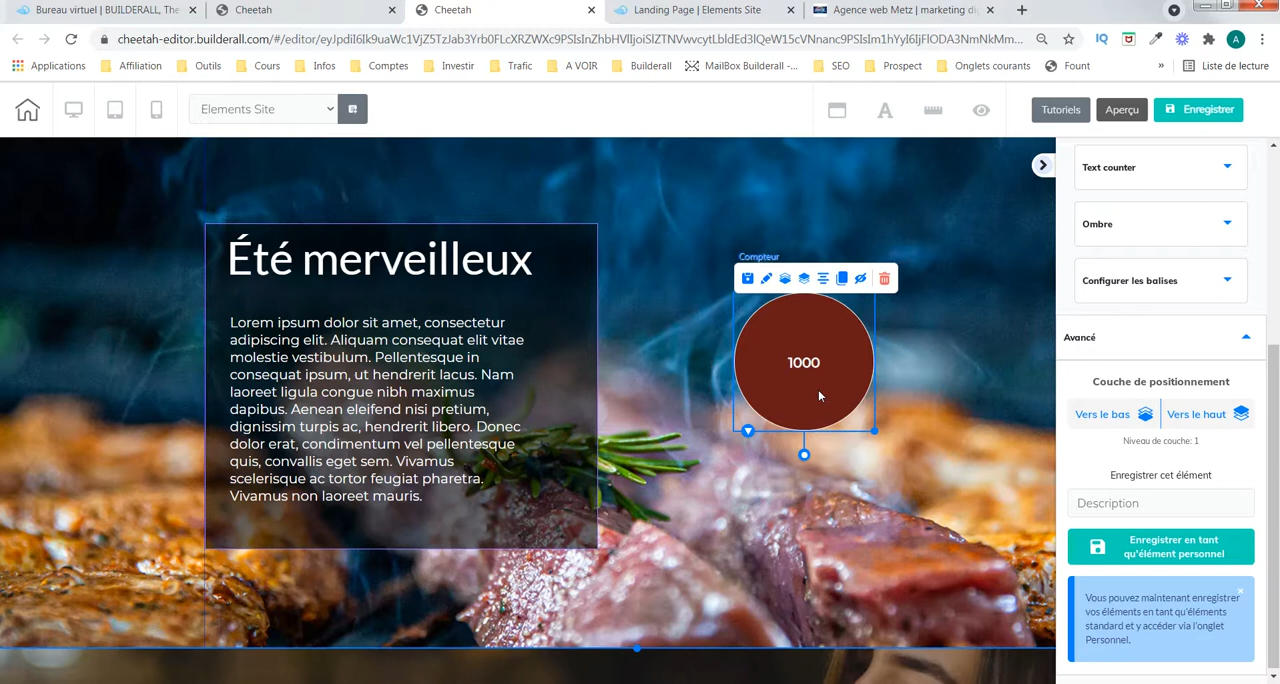 Bureau virtuel | BUILDERALL, The
Cheetah
Cheetah
Landing Page | Elements Site
Agence web Metz | marketing di
cheetah-editor.builderall.com/#/editor/
Applications
Affiliation
Outils
Cours
Infos
Comptes
Investir
Trafic
A VOIR
Builderall
MailBox Builderall -...
SEO
Prospect
Onglets courants
Fount
»
Liste de lecture
Elements Site
Tutoriels
Aperçu
Enregistrer
Text counter
Ombre
Configurer les balises
Avancé
Couche de positionnement
Vers le bas
Vers le haut
Niveau de couche: 1
Enregistrer cet élément
Description
Enregistrer en tant
qu'élément personnel
Vous pouvez maintenant enregistrer
vos éléments en tant qu'éléments
standard et y accéder via l'onglet
Personnel.
Été merveilleux
Lorem ipsum dolor sit amet, consectetur
adipiscing elit. Aliquam consequat elit vitae
molestie vestibulum. Pellentesque in
consequat ipsum, ut hendrerit lacus. Nam
laoreet ligula congue nibh maximus
dapibus. Aenean eleifend nisi pretium,
dignissim turpis ac, hendrerit libero. Donec
dolor erat, condimentum vel pellentesque
quis, convallis eget sem. Vivamus
scelerisque ac tortor feugiat pharetra.
Vivamus non laoreet mauris.
Compteur
1000